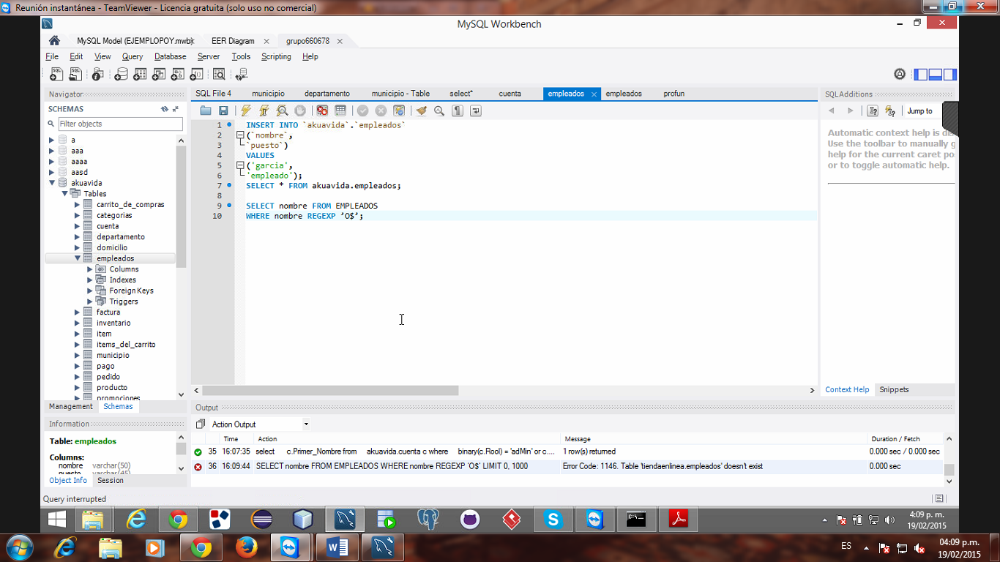 Reunión instantánea - TeamViewer - Licencia gratuita (solo uso no comercial)
MySQL Workbench
MySQL Model (EJEMPLOPOY.mwb) EER Diagram grupo660678
File Edit View Query Database Server Tools Scripting Help
Navigator
SCHEMAS
Filter objects
a
aaa
aaaa
aasd
akuavida
Tables
carrito_de_compras
categorias
cuenta
departamento
domicilio
empleados
Columns
Indexes
Foreign Keys
Triggers
factura
inventario
item
items_del_carrito
municipio
pago
pedido
producto
promociones
Management Schemas
Information
Table: empleados
Columns:
nombre varchar(50)
puesto varchar(45)
Object Info Session
SQL File 4 municipio departamento municipio - Table select* cuenta empleados empleados profun
1 INSERT INTO `akuavida`.`empleados`
2 (`nombre`,
3 `puesto`)
4 VALUES
5 ('garcia',
6 'empleado');
7 SELECT * FROM akuavida.empleados;
8
9 SELECT nombre FROM EMPLEADOS
10 WHERE nombre REGEXP ’O$’;
SQLAdditions
Jump to
Automatic context help is dis
Use the toolbar to manually g
help for the current caret pos
or to toggle automatic help.
Context Help Snippets
Output
Action Output
Time Action Message Duration / Fetch
35 16:07:35 select c.Primer_Nombre from akuavida.cuenta c where binary(c.Rool) = 'adMin' or c.... 1 row(s) returned 0.000 sec / 0.000 sec
36 16:09:44 SELECT nombre FROM EMPLEADOS WHERE nombre REGEXP ’O$’ LIMIT 0, 1000 Error Code: 1146. Table 'tiendaenlinea.empleados' doesn't exist 0.000 sec
Query interrupted
4:09 p. m.
19/02/2015
ES
04:09 p.m.
19/02/2015